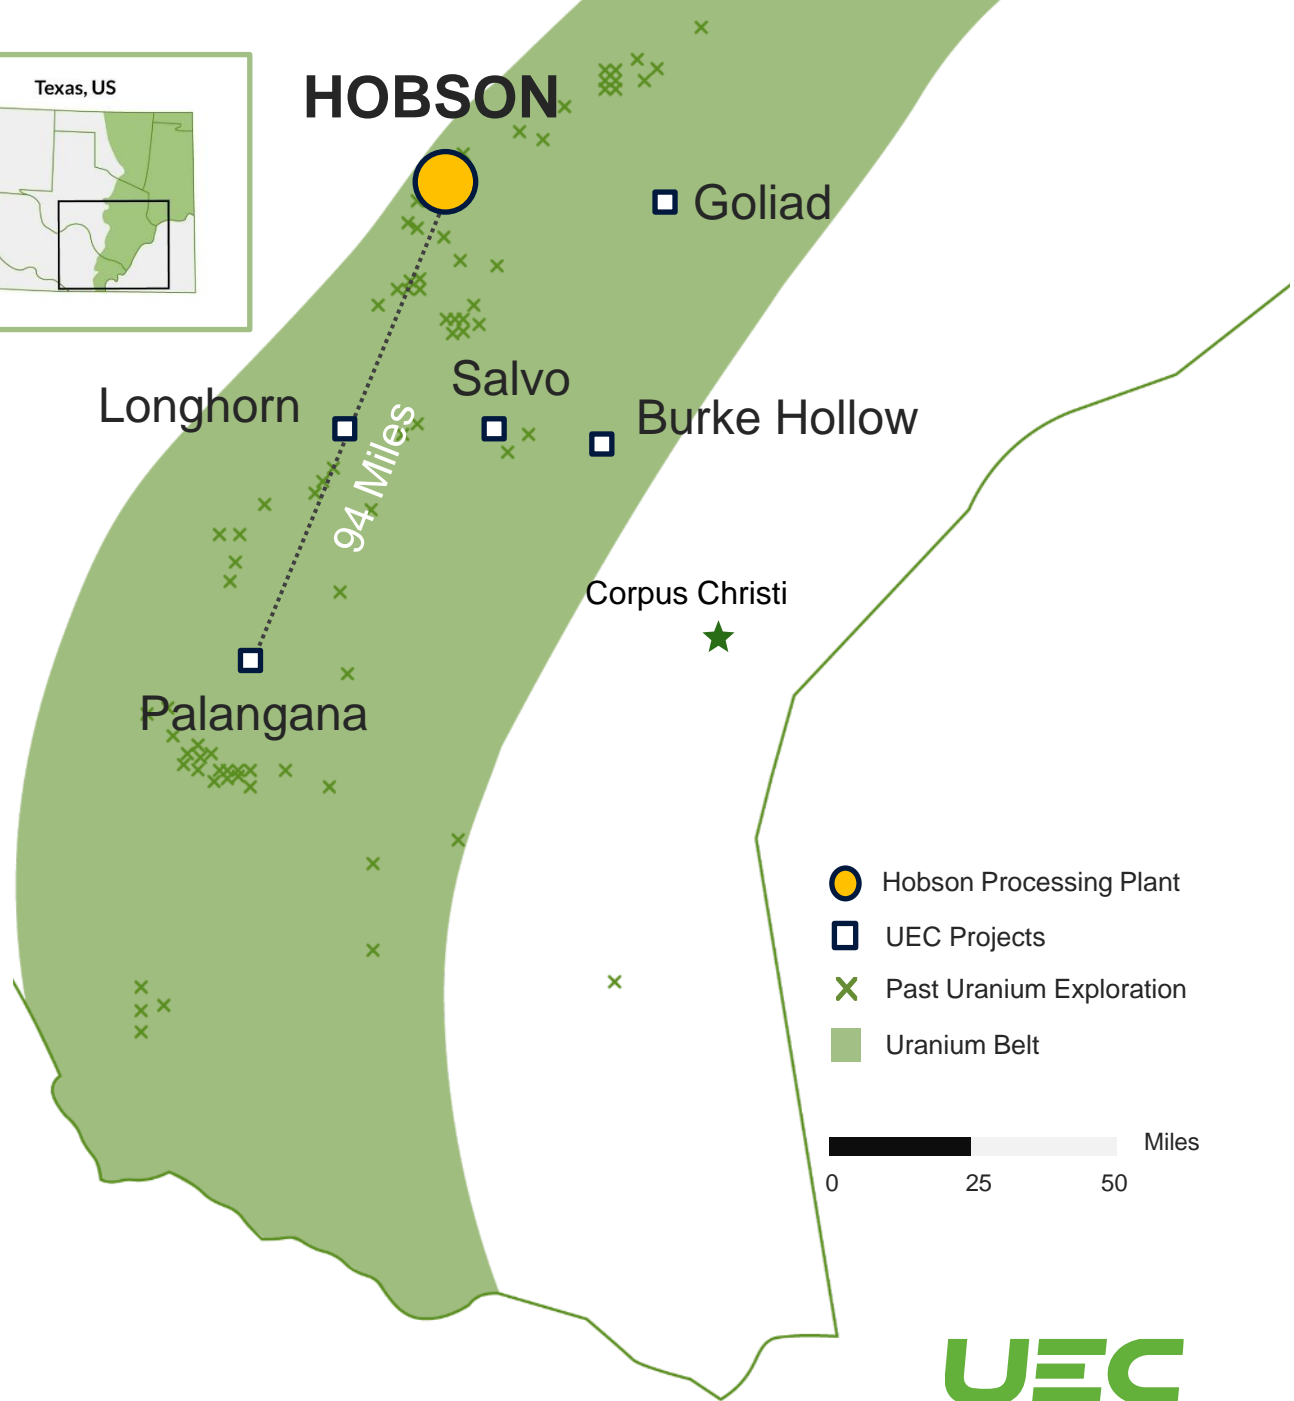 Texas, US
HOBSON
Goliad
Longhorn
Salvo
Burke Hollow
94 Miles
Corpus Christi
Palangana
Hobson Processing Plant
UEC Projects
Past Uranium Exploration
Uranium Belt
Miles
0 25 50
UEC